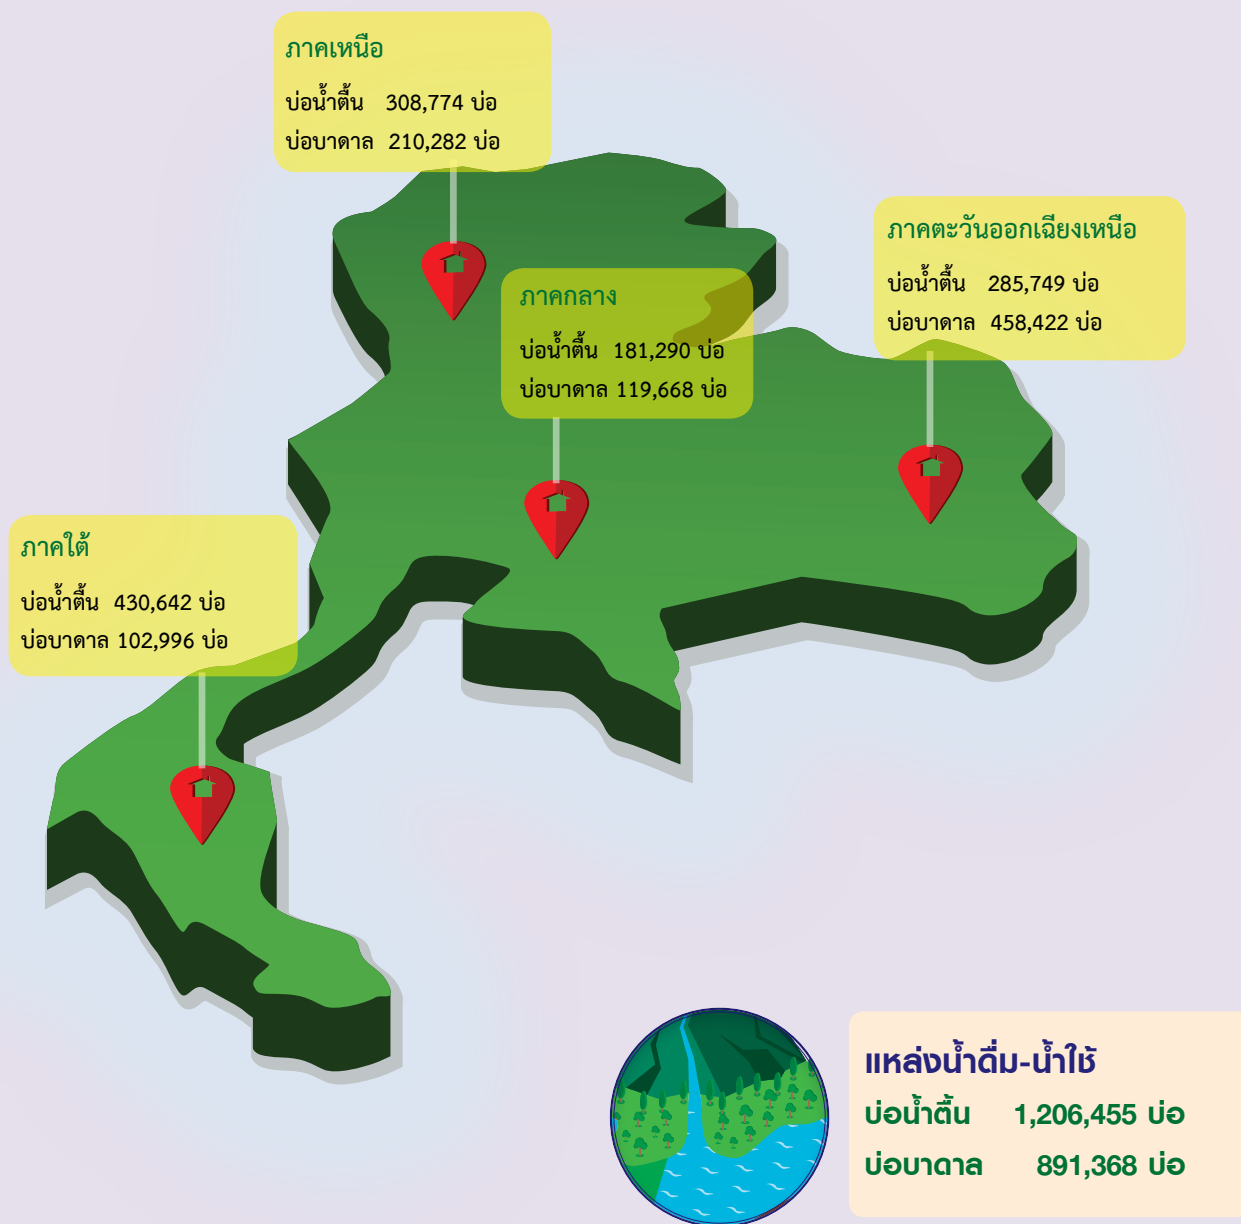 ภาคเหนือ
บ่อน้ำตื้น 308,774 บ่อ
บ่อบาดาล 210,282 บ่อ
ภาคตะวันออกเฉียงเหนือ
บ่อน้ำตื้น 285,749 บ่อ
บ่อบาดาล 458,422 บ่อ
ภาคกลาง
บ่อน้ำตื้น 181,290 บ่อ
บ่อบาดาล 119,668 บ่อ
ภาคใต้
บ่อน้ำตื้น 430,642 บ่อ
บ่อบาดาล 102,996 บ่อ
แหล่งน้ำดื่ม-น้ำใช้
บ่อน้ำตื้น 1,206,455 บ่อ
บ่อบาดาล 891,368 บ่อ